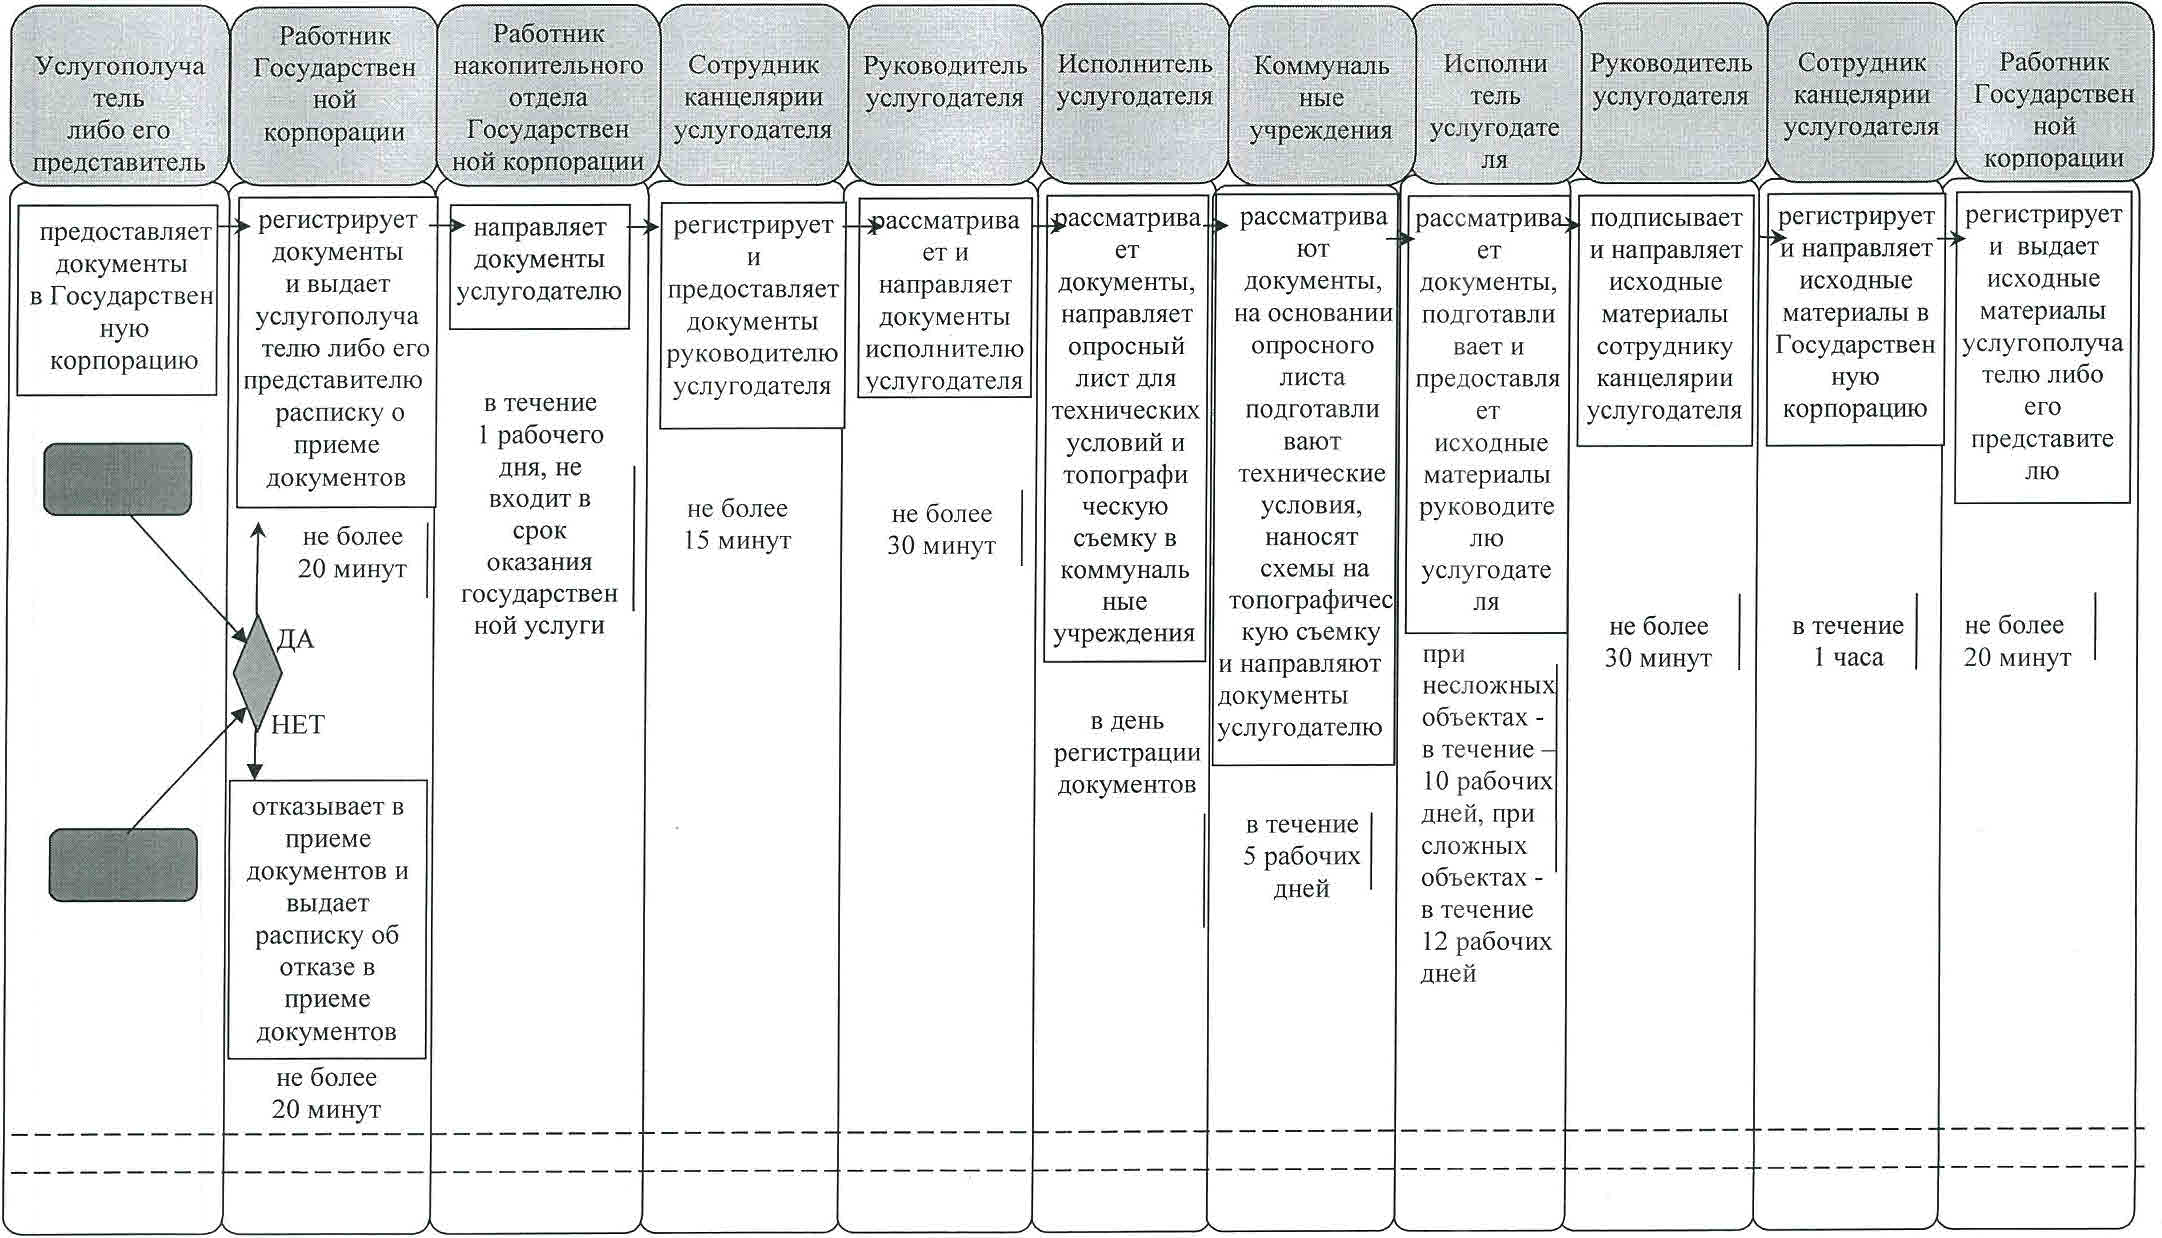 Услугополуча
тель
либо его
представитель
Работник
Государствен
ной
корпорации
Работник
накопительного
отдела
Государствен
ной корпорации
Сотрудник
канцелярии
услугодателя
Руководитель
услугодателя
Исполнитель
услугодателя
Коммуналь
ные
учреждения
Исполни
тель
услугодате
ля
Руководитель
услугодателя
Сотрудник
канцелярии
услугодателя
Работник
Государствен
ной
корпорации
предоставляет
документы
в Государствен
ную
корпорацию
регистрирует
документы
и выдает
услугополуча
телю либо его
представителю
расписку о
приеме
документов
не более
20 минут
ДА
НЕТ
отказывает в
приеме
документов и
выдает
расписку об
отказе в
приеме
документов
не более
20 минут
направляет
документы
услугодателю
в течение
1 рабочего
дня, не
входит в
срок
оказания
государствен
ной услуги
регистрирует
и
предоставляет
документы
руководителю
услугодателя
не более
15 минут
рассматрива
ет и
направляет
документы
исполнителю
услугодателя
не более
30 минут
рассматрива
ет
документы,
направляет
опросный
лист для
технических
условий и
топографи
ческую
съемку в
коммуналь
ные
учреждения
в день
регистрации
документов
рассматрива
ют
документы,
на основании
опросного
листа
подготавли
вают
технические
условия,
наносят
схемы на
топографичес
кую съемку
и направляют
документы
услугодателю
в течение
5 рабочих
дней
рассматрива
ет
документы,
подготавли
вает и
предоставля
ет
исходные
материалы
руководите
лю
услугодате
ля
при
несложных
объектах -
в течение –
10 рабочих
дней, при
сложных
объектах -
в течение
12 рабочих
дней
подписывает
и направляет
исходные
материалы
сотруднику
канцелярии
услугодателя
не более
30 минут
регистрирует
и направляет
исходные
материалы в
Государствен
ную
корпорацию
в течение
1 часа
регистрирует
и выдает
исходные
материалы
услугополуча
телю либо
его
представите
лю
не более
20 минут